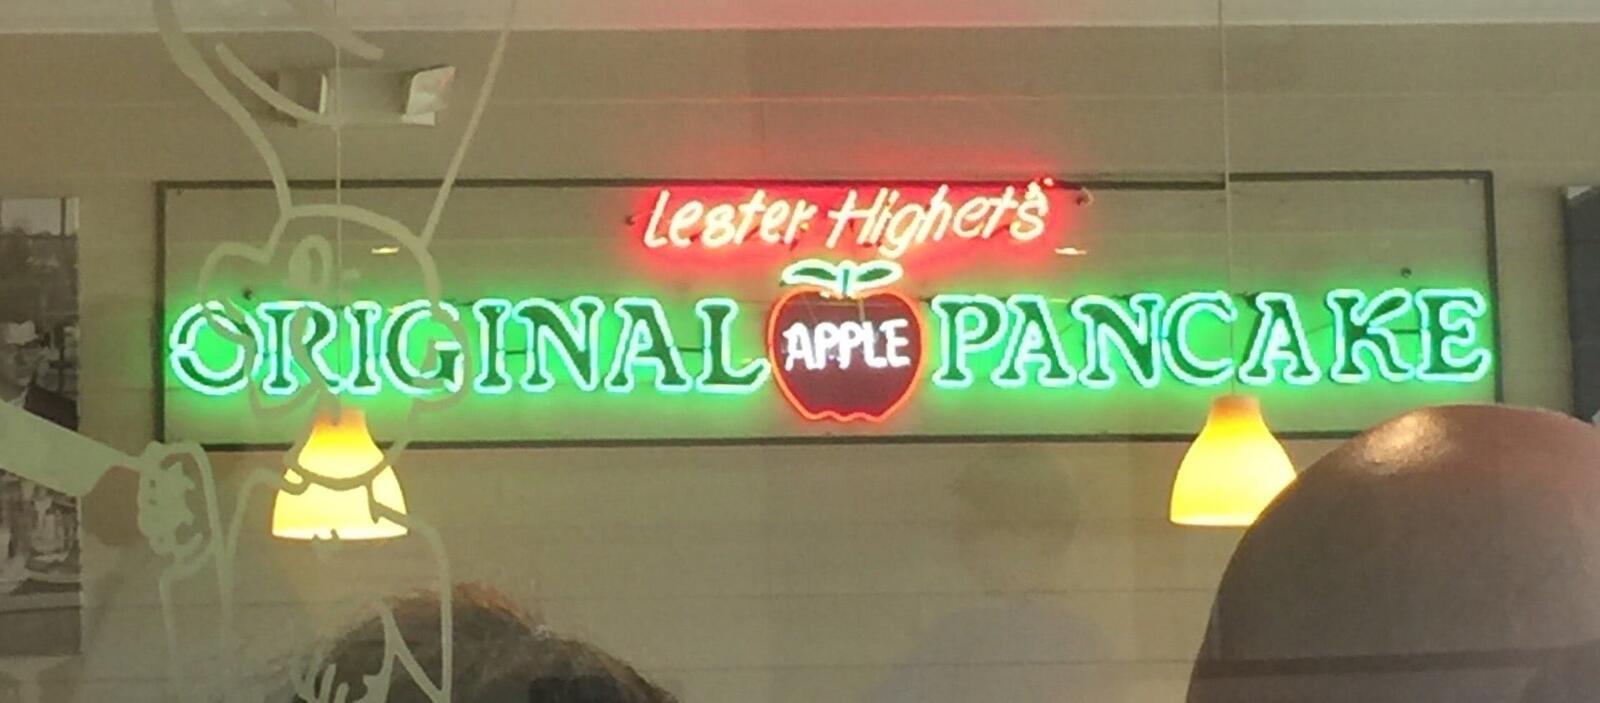 Lester Highet's
ORIGINAL APPLE PANCAKE